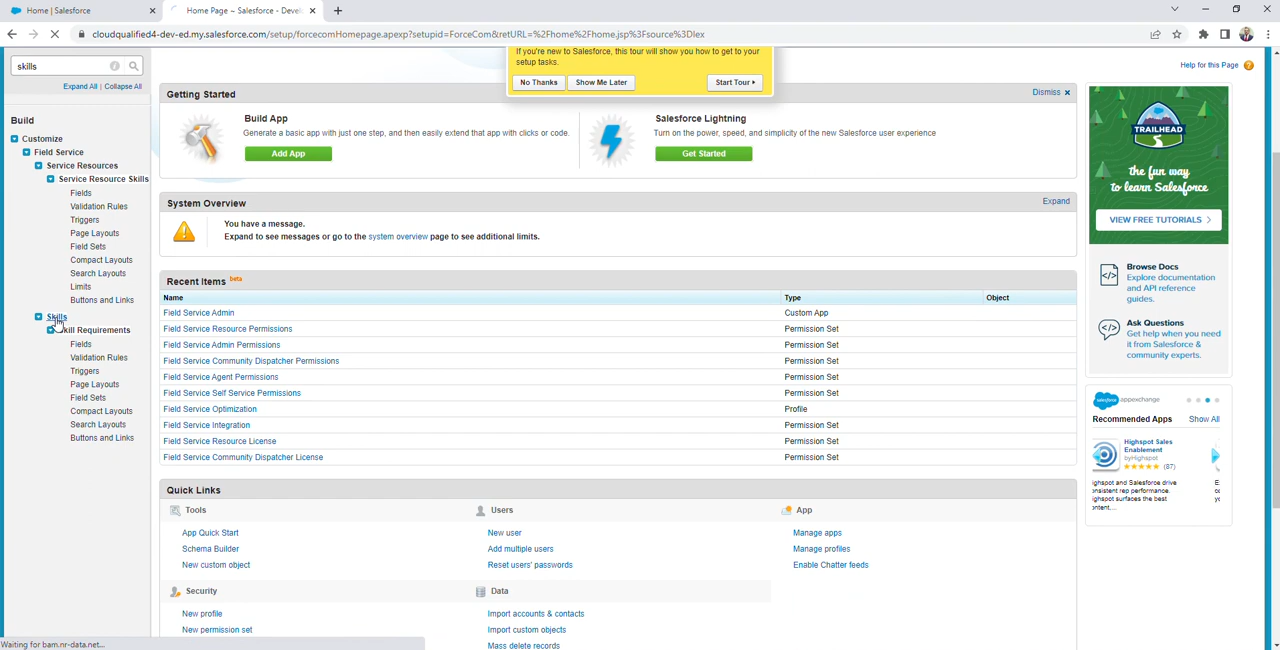 Home | Salesforce
Home Page ~ Salesforce - Devel
cloudqualified4-dev-ed.my.salesforce.com/setup/forcecomHomepage.apexp?setupid=ForceCom&retURL=%2Fhome%2Fhome.jsp%3Fsource%3Dlex
skills
Expand All | Collapse All
Build
Customize
Field Service
Service Resources
Service Resource Skills
Fields
Validation Rules
Triggers
Page Layouts
Field Sets
Compact Layouts
Search Layouts
Limits
Buttons and Links
Skills
Skill Requirements
Fields
Validation Rules
Triggers
Page Layouts
Field Sets
Compact Layouts
Search Layouts
Buttons and Links
Waiting for bam.nr-data.net...
If you're new to Salesforce, this tour will show you how to get to your
setup tasks.
No Thanks
Show Me Later
Start Tour
Help for this Page
Getting Started
Dismiss
Build App
Generate a basic app with just one step, and then easily extend that app with clicks or code.
Add App
Salesforce Lightning
Turn on the power, speed, and simplicity of the new Salesforce user experience
Get Started
System Overview
Expand
You have a message.
Expand to see messages or go to the system overview page to see additional limits.
Recent Items beta
Name Type Object
Field Service Admin Custom App
Field Service Resource Permissions Permission Set
Field Service Admin Permissions Permission Set
Field Service Community Dispatcher Permissions Permission Set
Field Service Agent Permissions Permission Set
Field Service Self Service Permissions Permission Set
Field Service Optimization Profile
Field Service Integration Permission Set
Field Service Resource License Permission Set
Field Service Community Dispatcher License Permission Set
Quick Links
Tools
App Quick Start
Schema Builder
New custom object
Users
New user
Add multiple users
Reset users' passwords
App
Manage apps
Manage profiles
Enable Chatter feeds
Security
New profile
New permission set
Data
Import accounts & contacts
Import custom objects
Mass delete records
TRAILHEAD
the fun way
to learn Salesforce
VIEW FREE TUTORIALS
Browse Docs
Explore documentation
and API reference
guides.
Ask Questions
Get help when you need
it from Salesforce &
community experts.
salesforce appexchange
Recommended Apps Show All
Highspot Sales
Enablement
byHighspot
(87)
ighspot and Salesforce drive
onsistent rep performance.
ighspot surfaces the best
ontent....